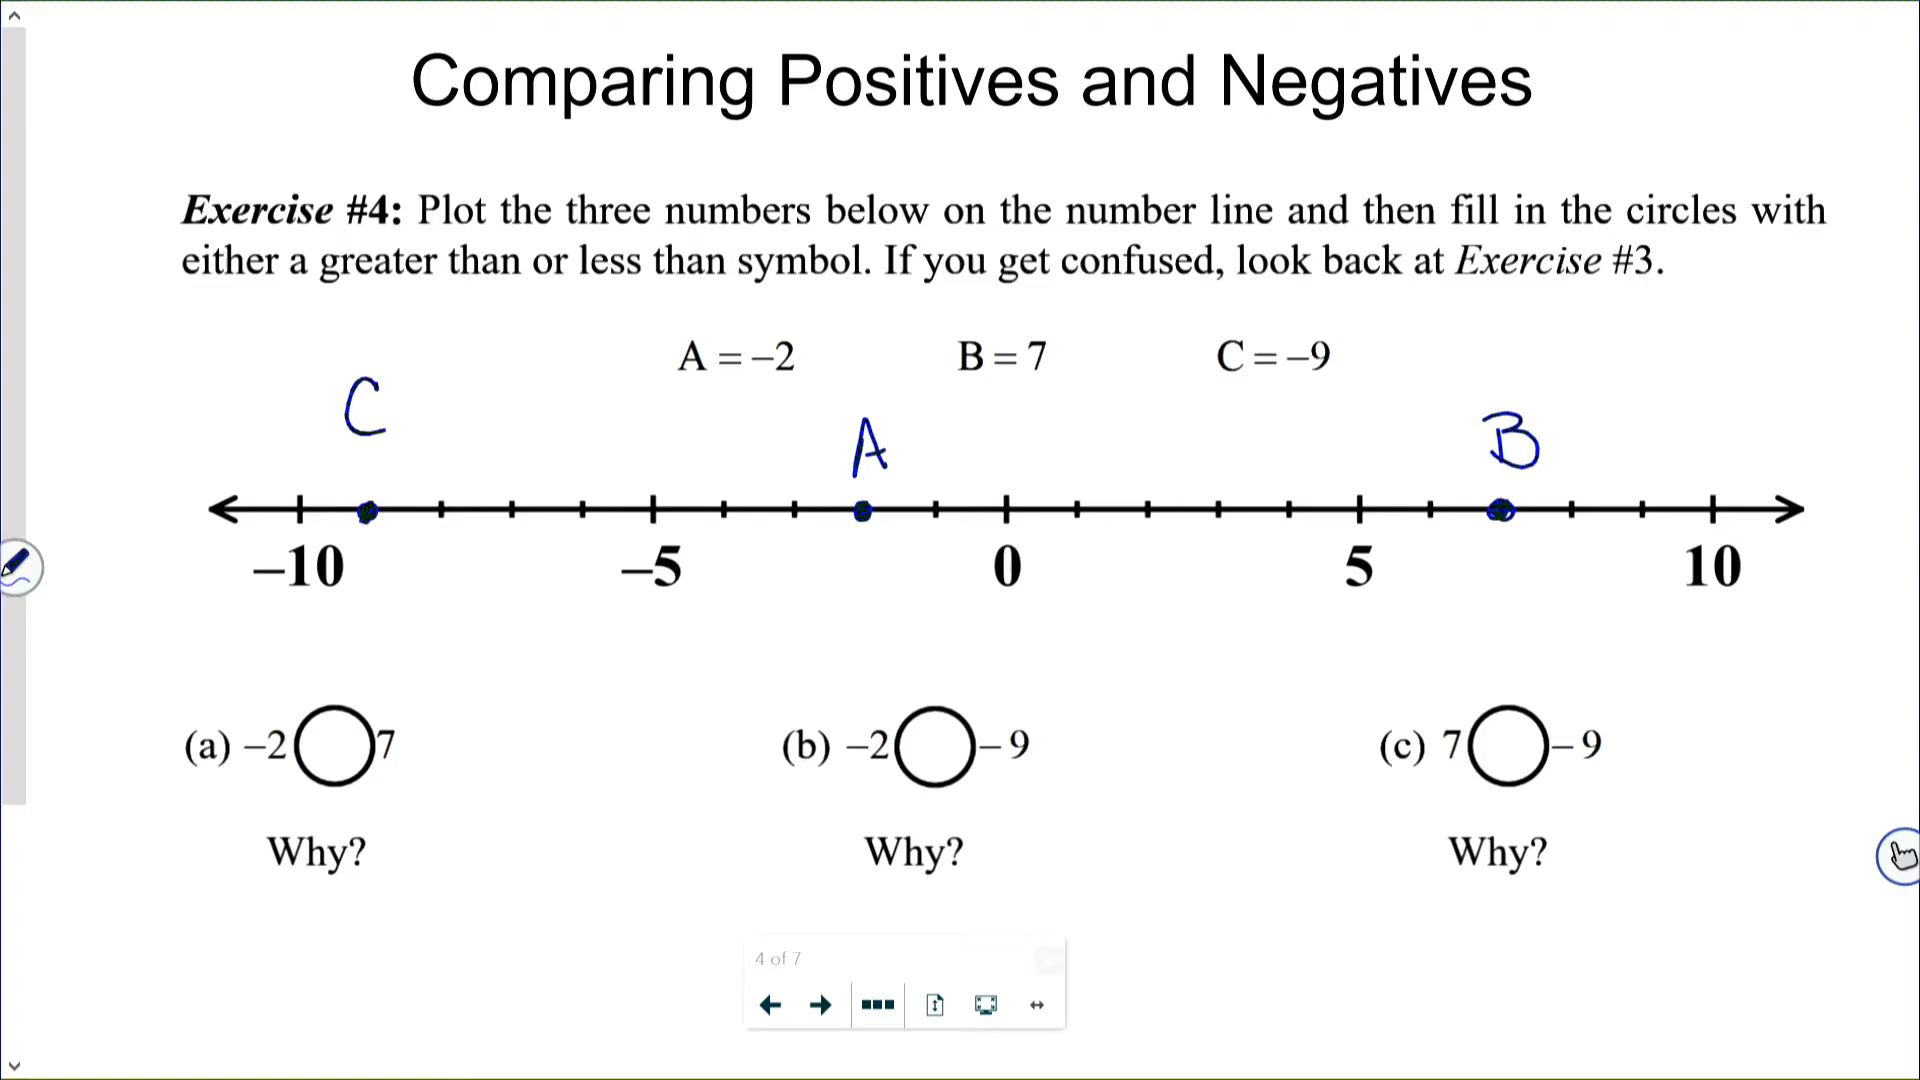 Comparing Positives and Negatives
Exercise #4: Plot the three numbers below on the number line and then fill in the circles with
either a greater than or less than symbol. If you get confused, look back at Exercise #3.
A = –2 B = 7 C = –9
C A B
–10 –5 0 5 10
(a) –2 7 (b) –2 – 9 (c) 7 – 9
Why? Why? Why?
4 of 7